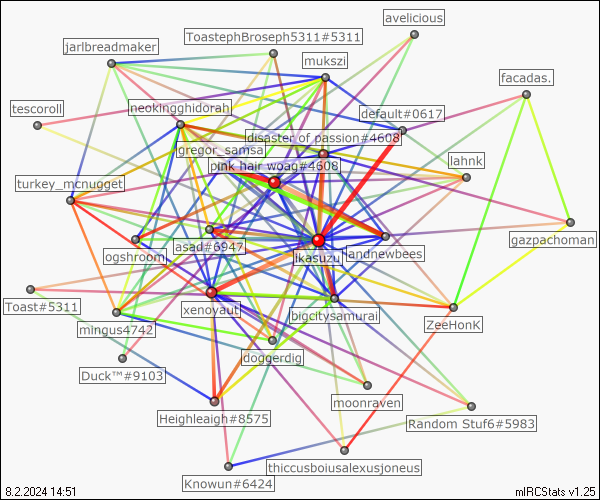 avelicious
ToastephBroseph5311#5311
jarlbreadmaker
mukszi
facadas.
tescoroll
neokingghidorah
default#0617
disaster of passion#4608
gregor_samsa
lahnk
pink hair woag#4608
turkey_mcnugget
gazpachoman
asad#6947
ogshroom
ikasuzu
andnewbees
Toast#5311
xenoyaut
bigcitysamurai
ZeeHonK
mingus4742
doggerdig
Duck™#9103
moonraven
Heighleaigh#8575
Random Stuf6#5983
thiccusboiusalexusjoneus
Knowun#6424
8.2.2024 14:51
mIRCStats v1.25